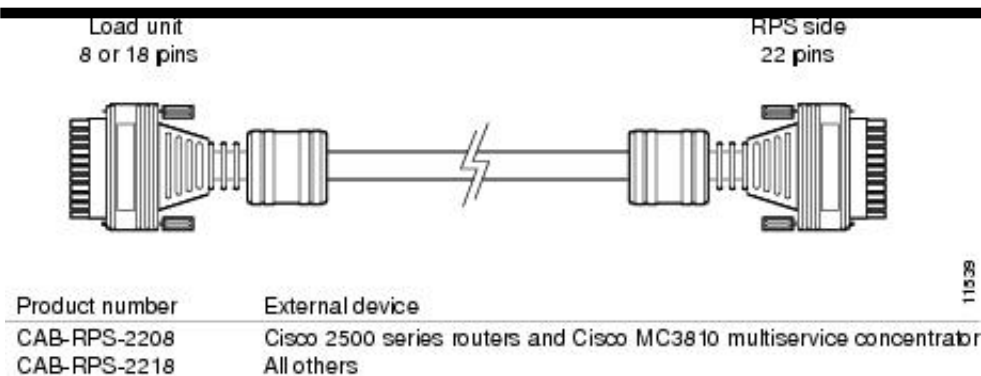 Load unit
8 or 18 pins
RPS side
22 pins
11539
Product number External device
CAB-RPS-2208 Cisco 2500 series routers and Cisco MC3810 multiservice concentrator
CAB-RPS-2218 All others